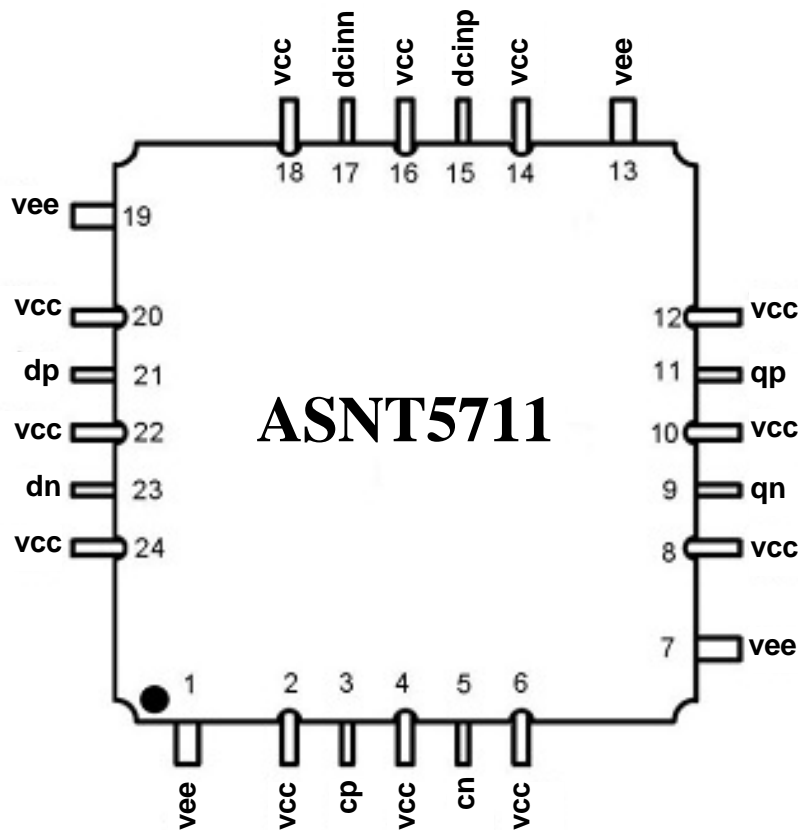 vcc dcinn vcc dcinp vcc vee
18 17 16 15 14 13
vee 19
vcc 20
12 vcc
dp 21
11 qp
vcc 22
ASNT5711
10 vcc
dn 23
9 qn
vcc 24
8 vcc
7 vee
1 2 3 4 5 6
vee vcc cp vcc cn vcc